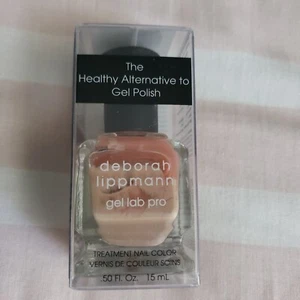 The
Healthy Alternative to
Gel Polish
deborah
lippmann
gel lab pro
TREATMENT NAIL COLOR
VERNIS DE COULEUR SOINS
.50 Fl. Oz. 15 mL